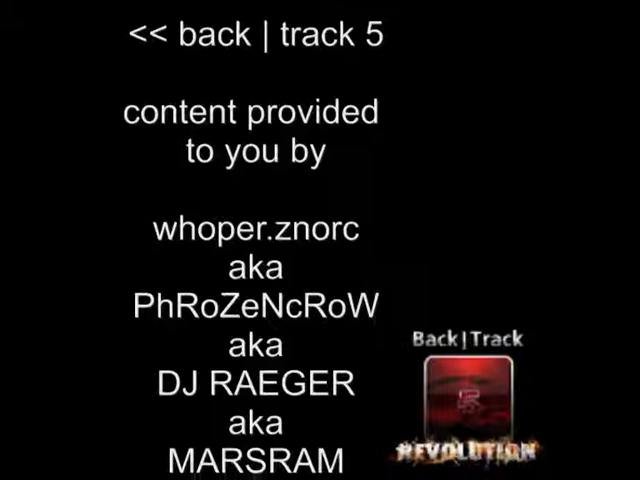 << back | track 5
content provided
to you by
whoper.znorc
aka
PhRoZeNcRoW
aka
DJ RAEGER
aka
MARSRAM
Back|Track
5
REVOLUTION